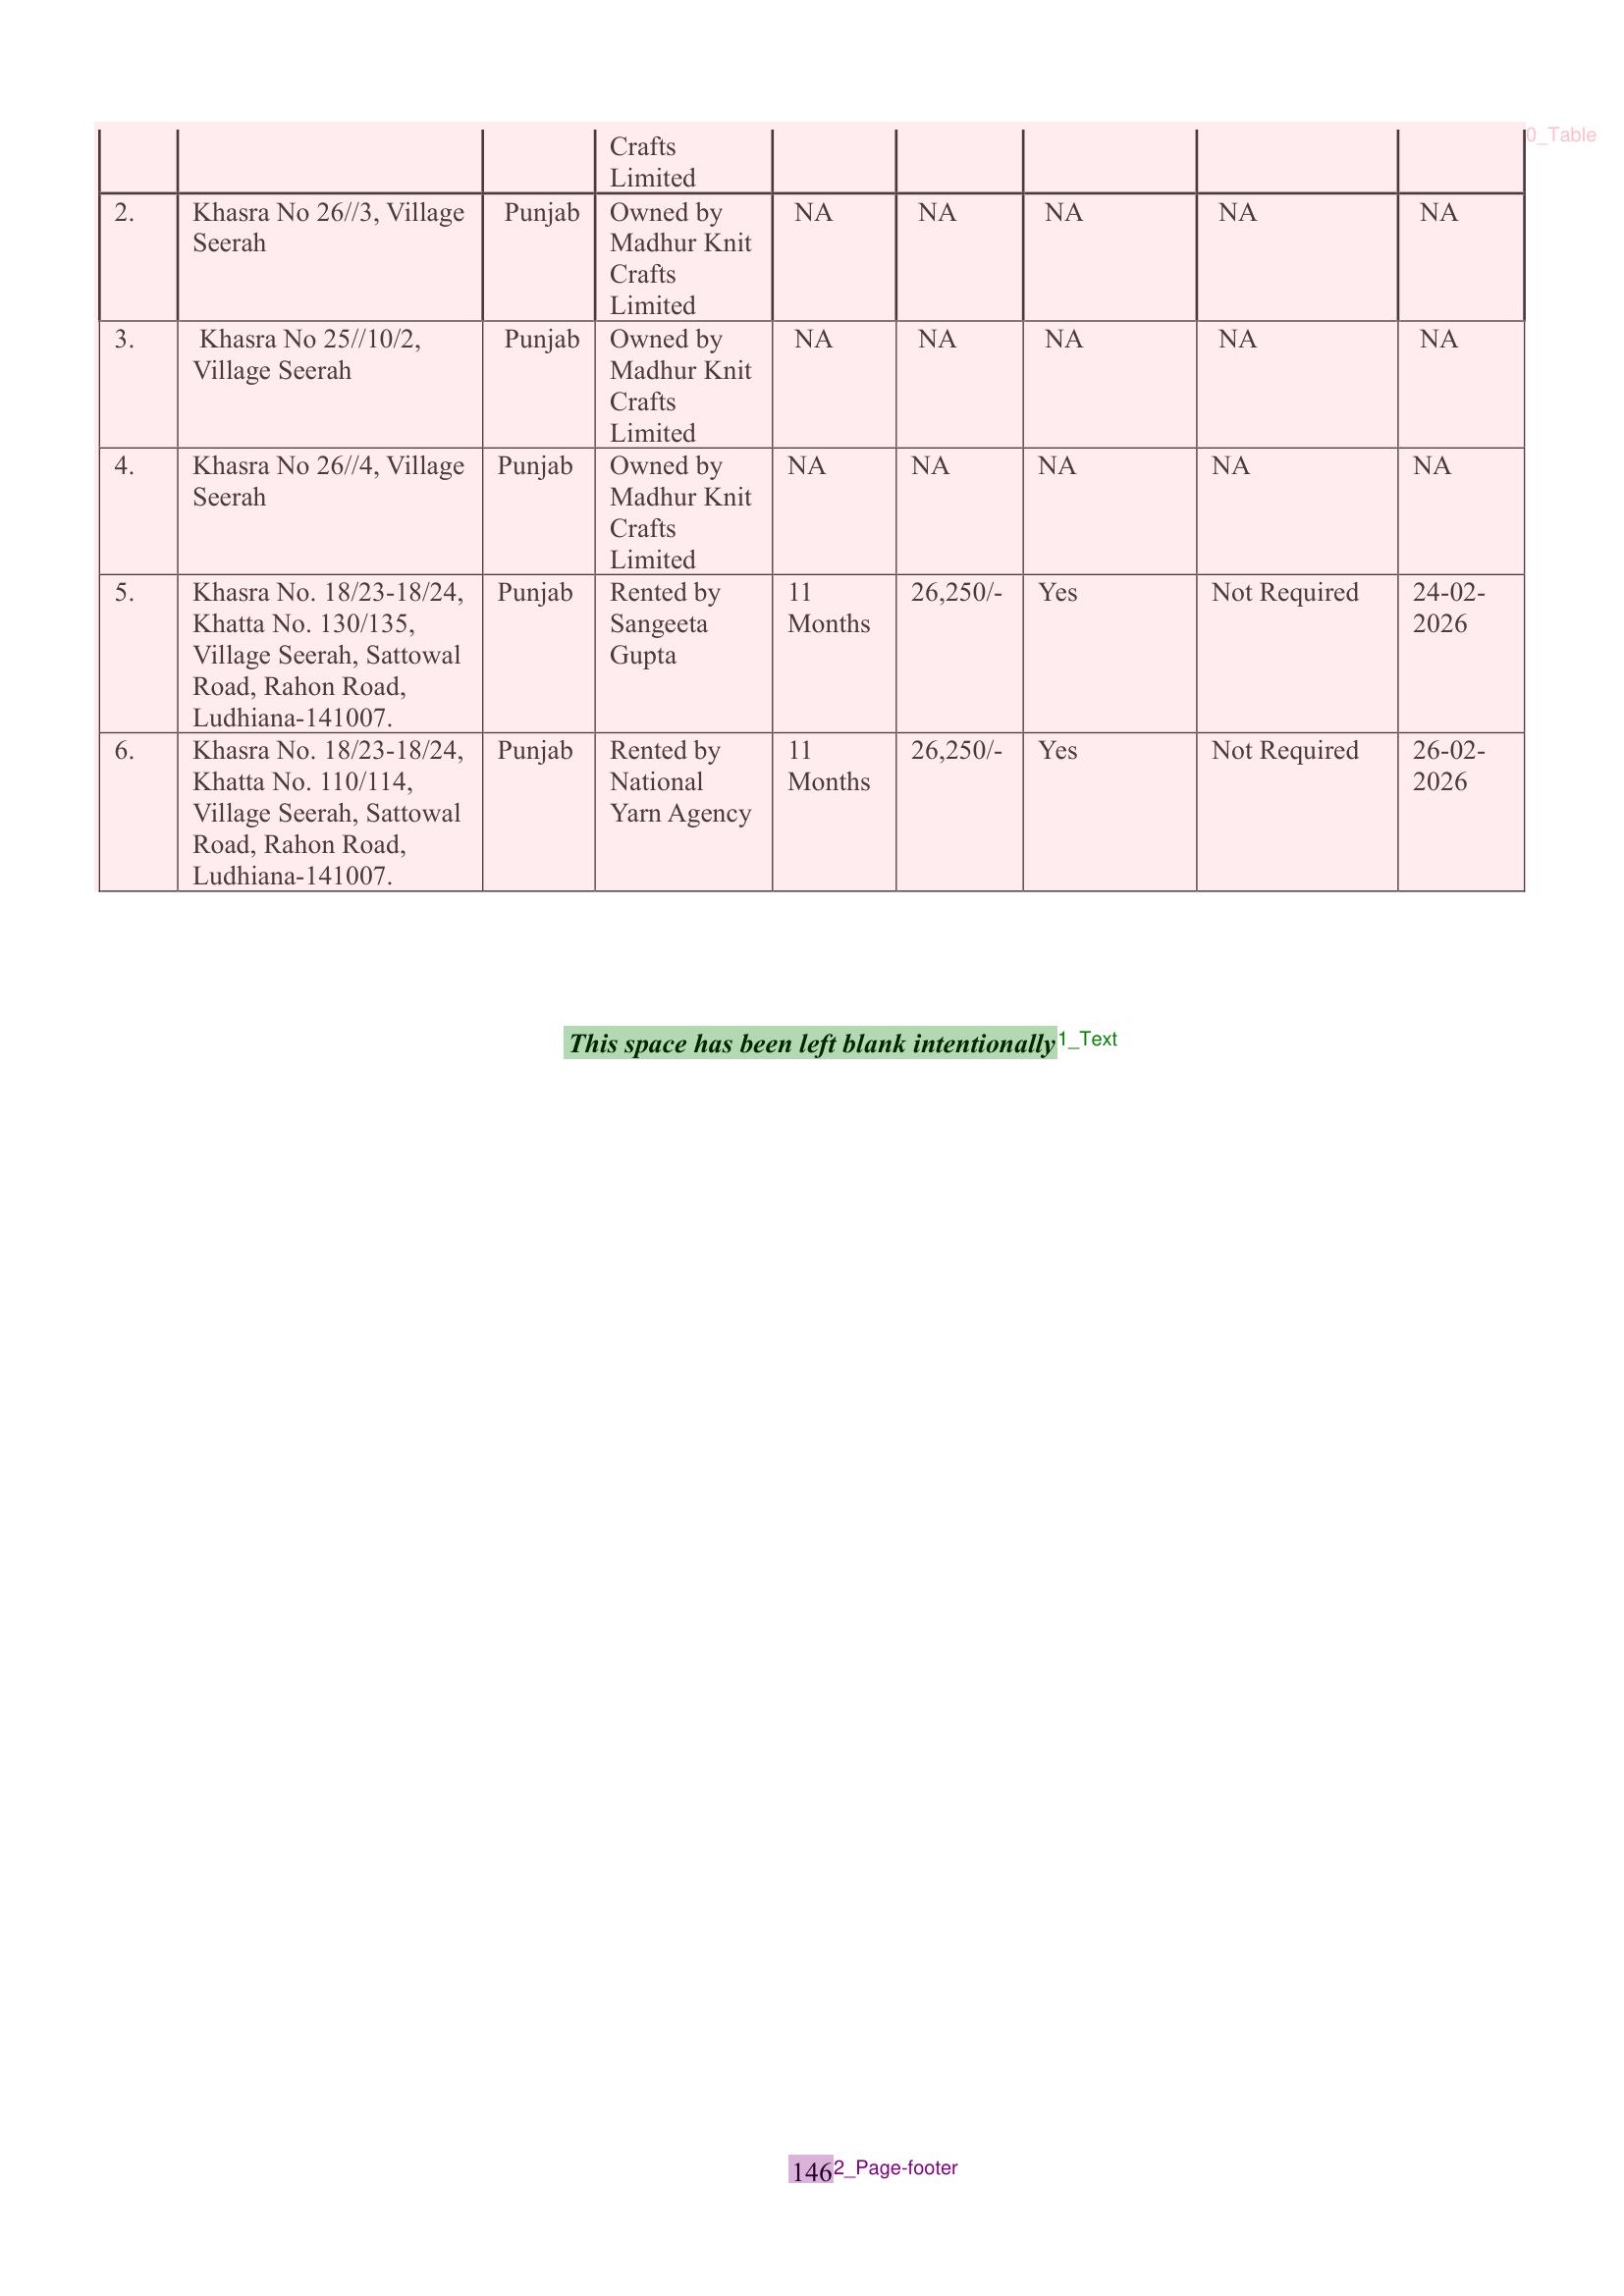 Crafts
Limited
0_Table
2. Khasra No 26//3, Village Seerah Punjab Owned by Madhur Knit Crafts Limited NA NA NA NA NA
3. Khasra No 25//10/2, Village Seerah Punjab Owned by Madhur Knit Crafts Limited NA NA NA NA NA
4. Khasra No 26//4, Village Seerah Punjab Owned by Madhur Knit Crafts Limited NA NA NA NA NA
5. Khasra No. 18/23-18/24, Khatta No. 130/135, Village Seerah, Sattowal Road, Rahon Road, Ludhiana-141007. Punjab Rented by Sangeeta Gupta 11 Months 26,250/- Yes Not Required 24-02-2026
6. Khasra No. 18/23-18/24, Khatta No. 110/114, Village Seerah, Sattowal Road, Rahon Road, Ludhiana-141007. Punjab Rented by National Yarn Agency 11 Months 26,250/- Yes Not Required 26-02-2026
This space has been left blank intentionally 1_Text
146 2_Page-footer